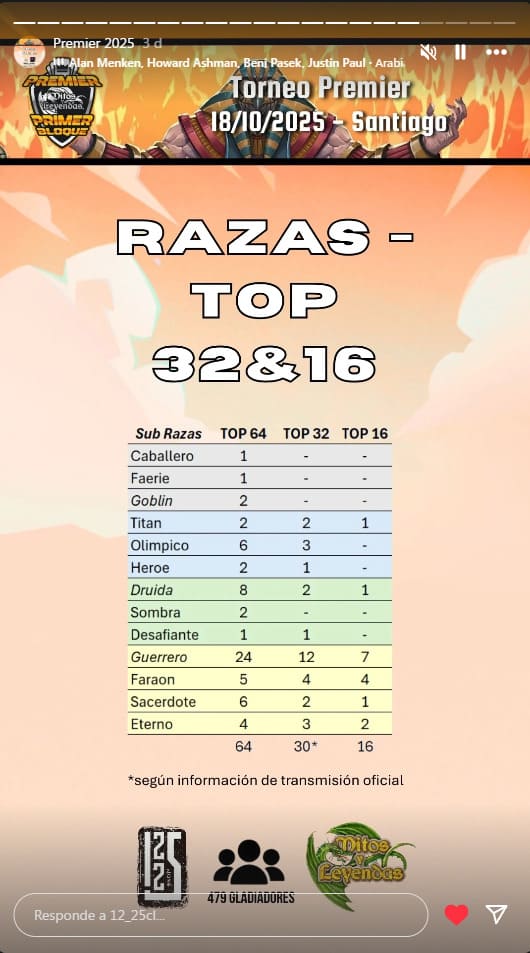 Premier 2025 3 d
Alan Menken, Howard Ashman, Benj Pasek, Justin Paul · Arabi
PREMIER
Mitos y Leyendas
PRIMER
BLOQUE
Torneo Premier
18/10/2025 - Santiago
RAZAS -
TOP
32&16
Sub Razas TOP 64 TOP 32 TOP 16
Caballero 1 - -
Faerie 1 - -
Goblin 2 - -
Titan 2 2 1
Olimpico 6 3 -
Heroe 2 1 -
Druida 8 2 1
Sombra 2 - -
Desafiante 1 1 -
Guerrero 24 12 7
Faraon 5 4 4
Sacerdote 6 2 1
Eterno 4 3 2
64 30* 16
*según información de transmisión oficial
12
25
479 GLADIADORES
Mitos
y
Leyendas
Responde a 12_25cl...